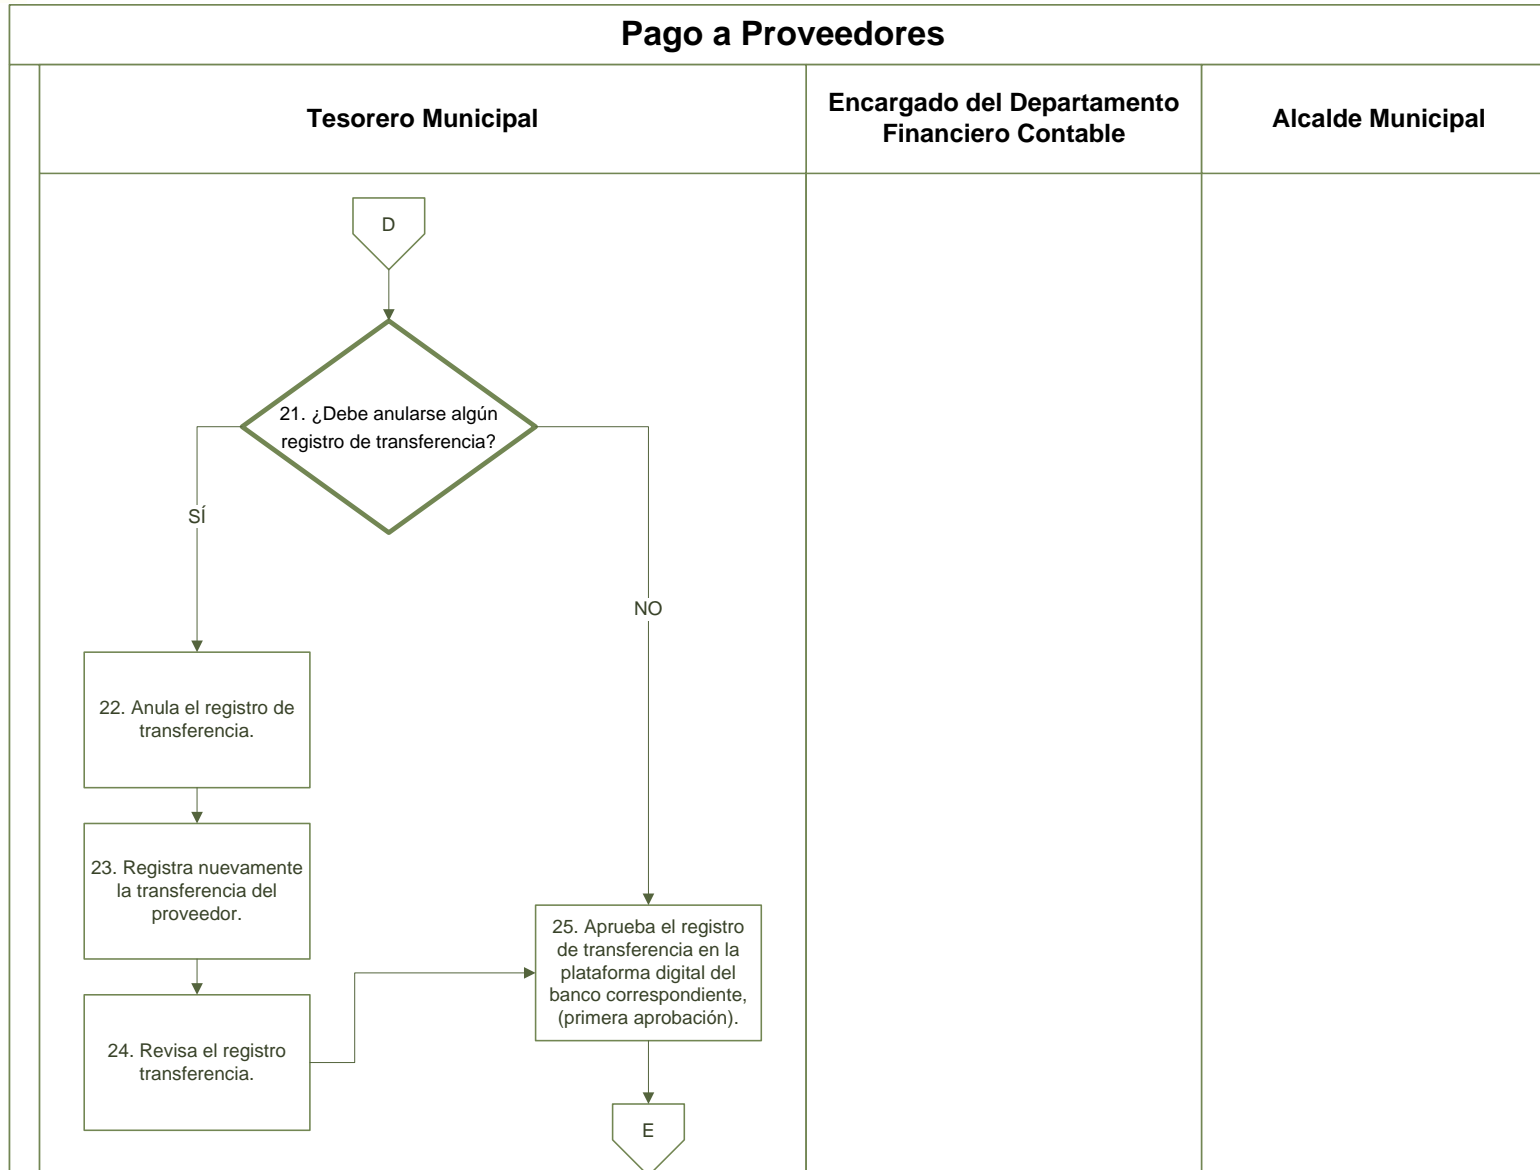 Pago a Proveedores
Tesorero Municipal
Encargado del Departamento
Financiero Contable
Alcalde Municipal
D
21. ¿Debe anularse algún
registro de transferencia?
SÍ
NO
22. Anula el registro de
transferencia.
23. Registra nuevamente
la transferencia del
proveedor.
25. Aprueba el registro
de transferencia en la
plataforma digital del
banco correspondiente,
(primera aprobación).
24. Revisa el registro
transferencia.
E